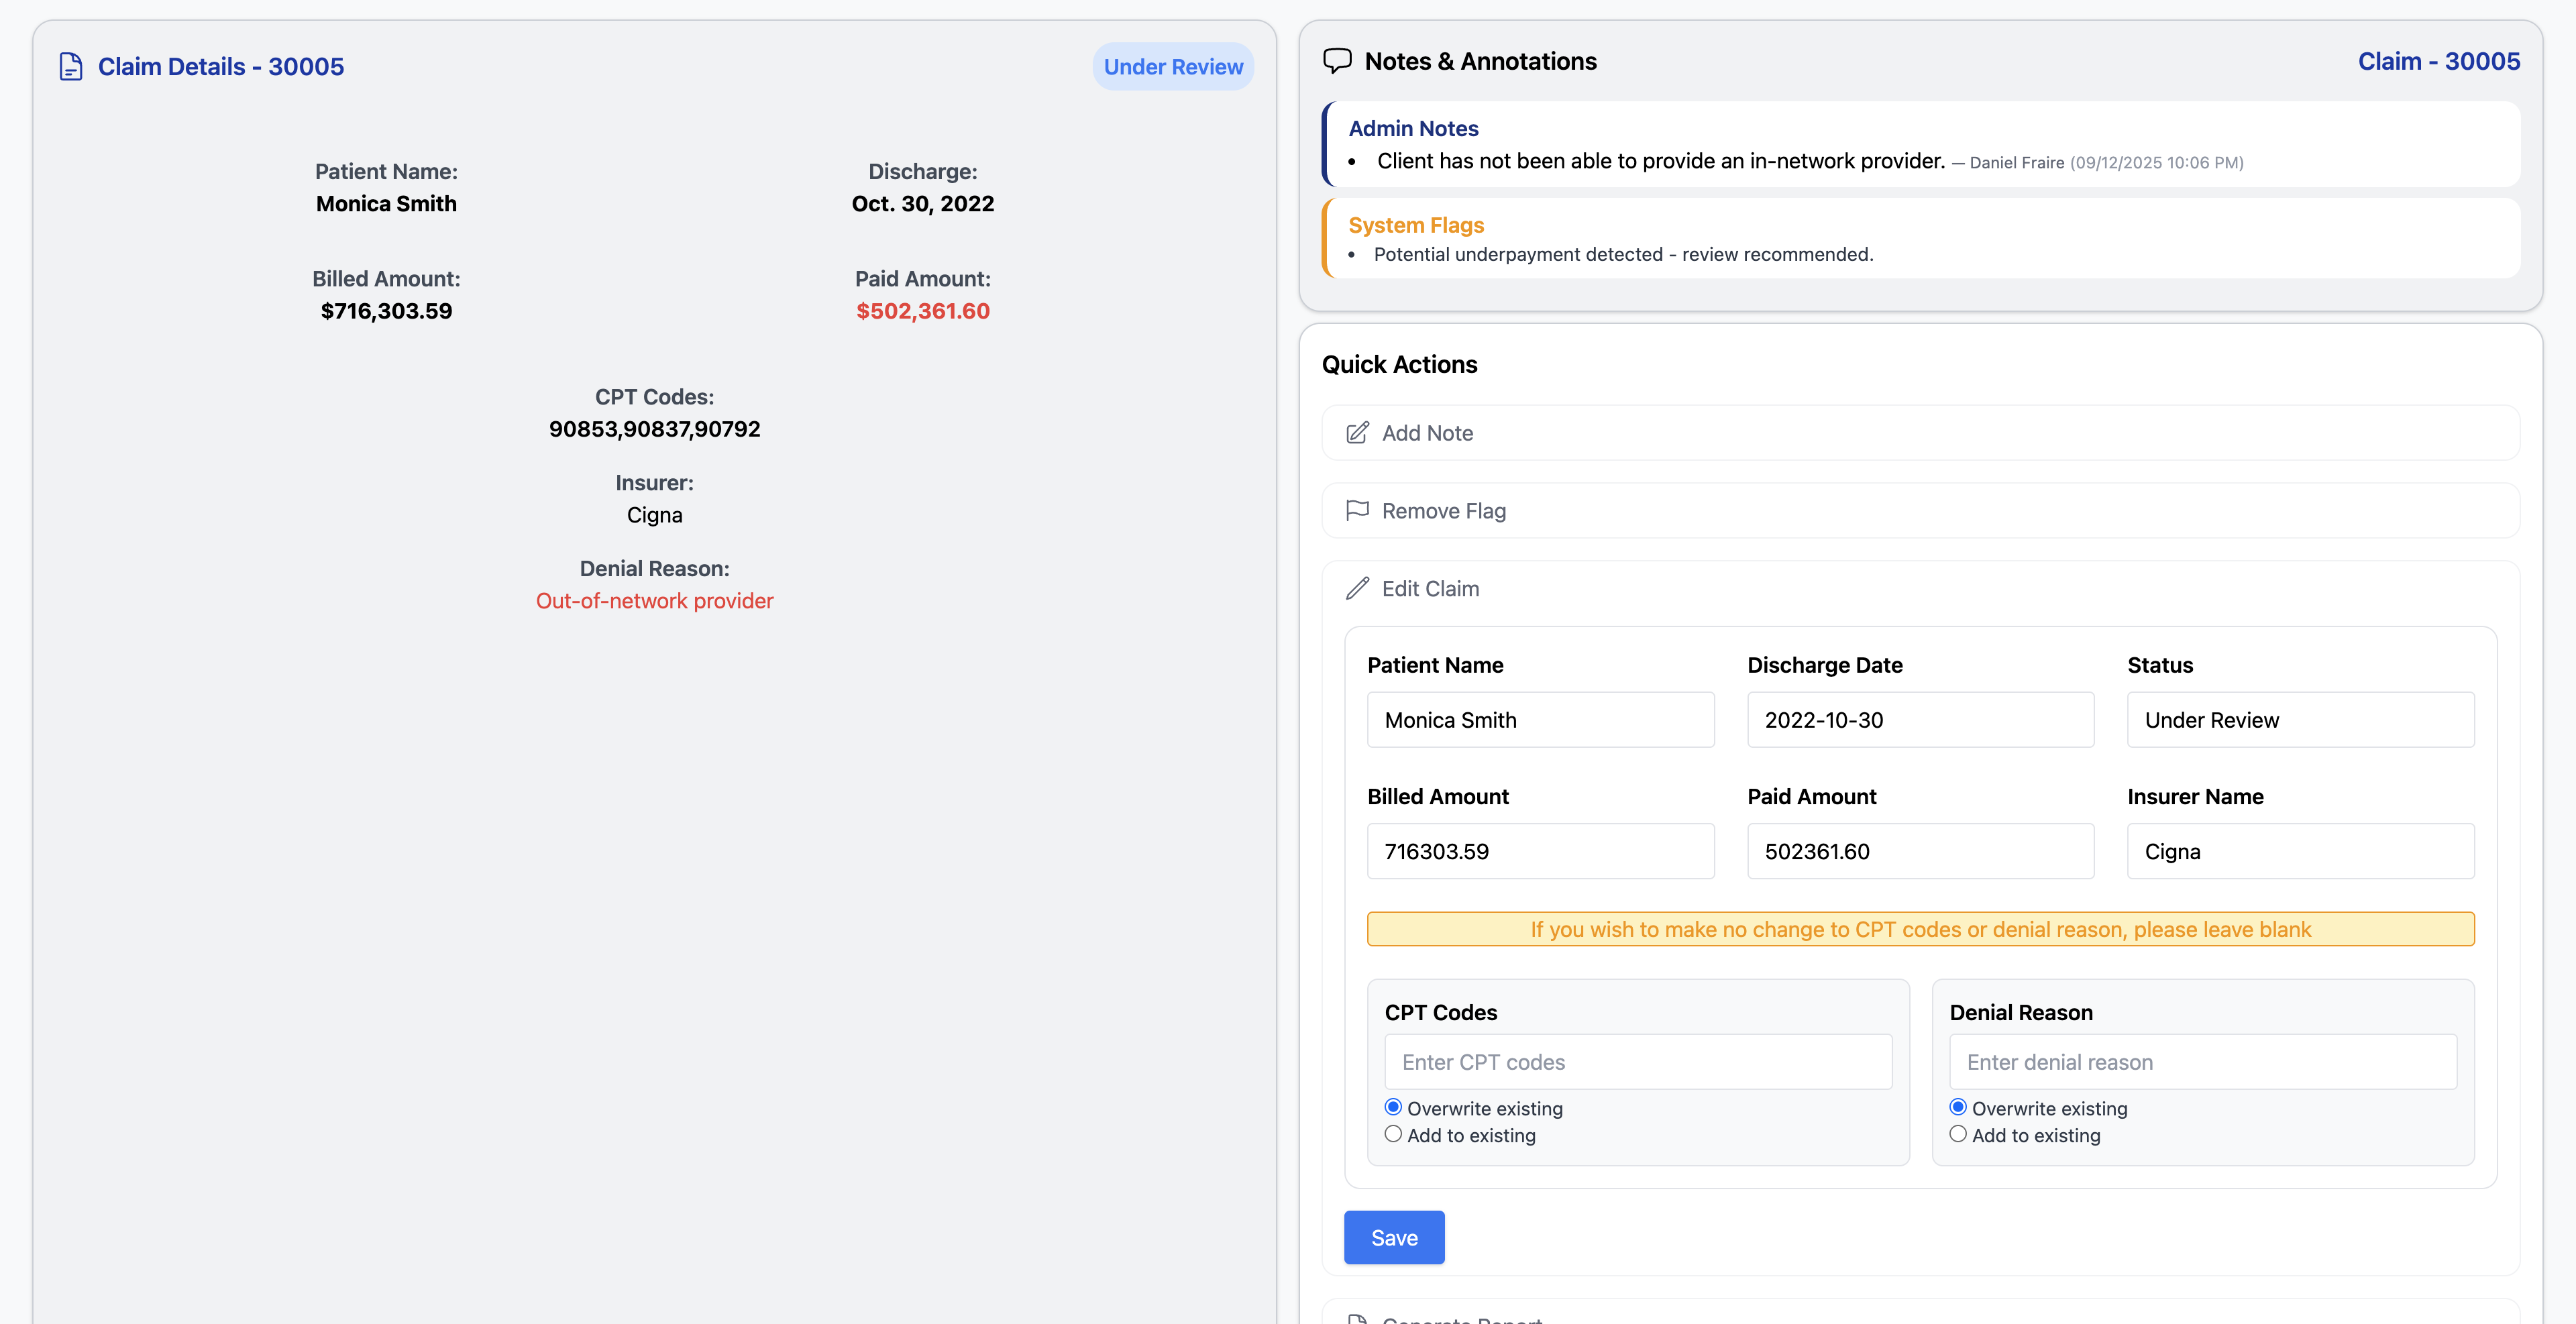 Claim Details - 30005
Under Review
Patient Name:
Monica Smith
Discharge:
Oct. 30, 2022
Billed Amount:
$716,303.59
Paid Amount:
$502,361.60
CPT Codes:
90853,90837,90792
Insurer:
Cigna
Denial Reason:
Out-of-network provider
Notes & Annotations
Claim - 30005
Admin Notes
• Client has not been able to provide an in-network provider. — Daniel Fraire (09/12/2025 10:06 PM)
System Flags
• Potential underpayment detected - review recommended.
Quick Actions
Add Note
Remove Flag
Edit Claim
Patient Name
Discharge Date
Status
Monica Smith
2022-10-30
Under Review
Billed Amount
Paid Amount
Insurer Name
716303.59
502361.60
Cigna
If you wish to make no change to CPT codes or denial reason, please leave blank
CPT Codes
Enter CPT codes
Overwrite existing
Add to existing
Denial Reason
Enter denial reason
Overwrite existing
Add to existing
Save
Generate Report